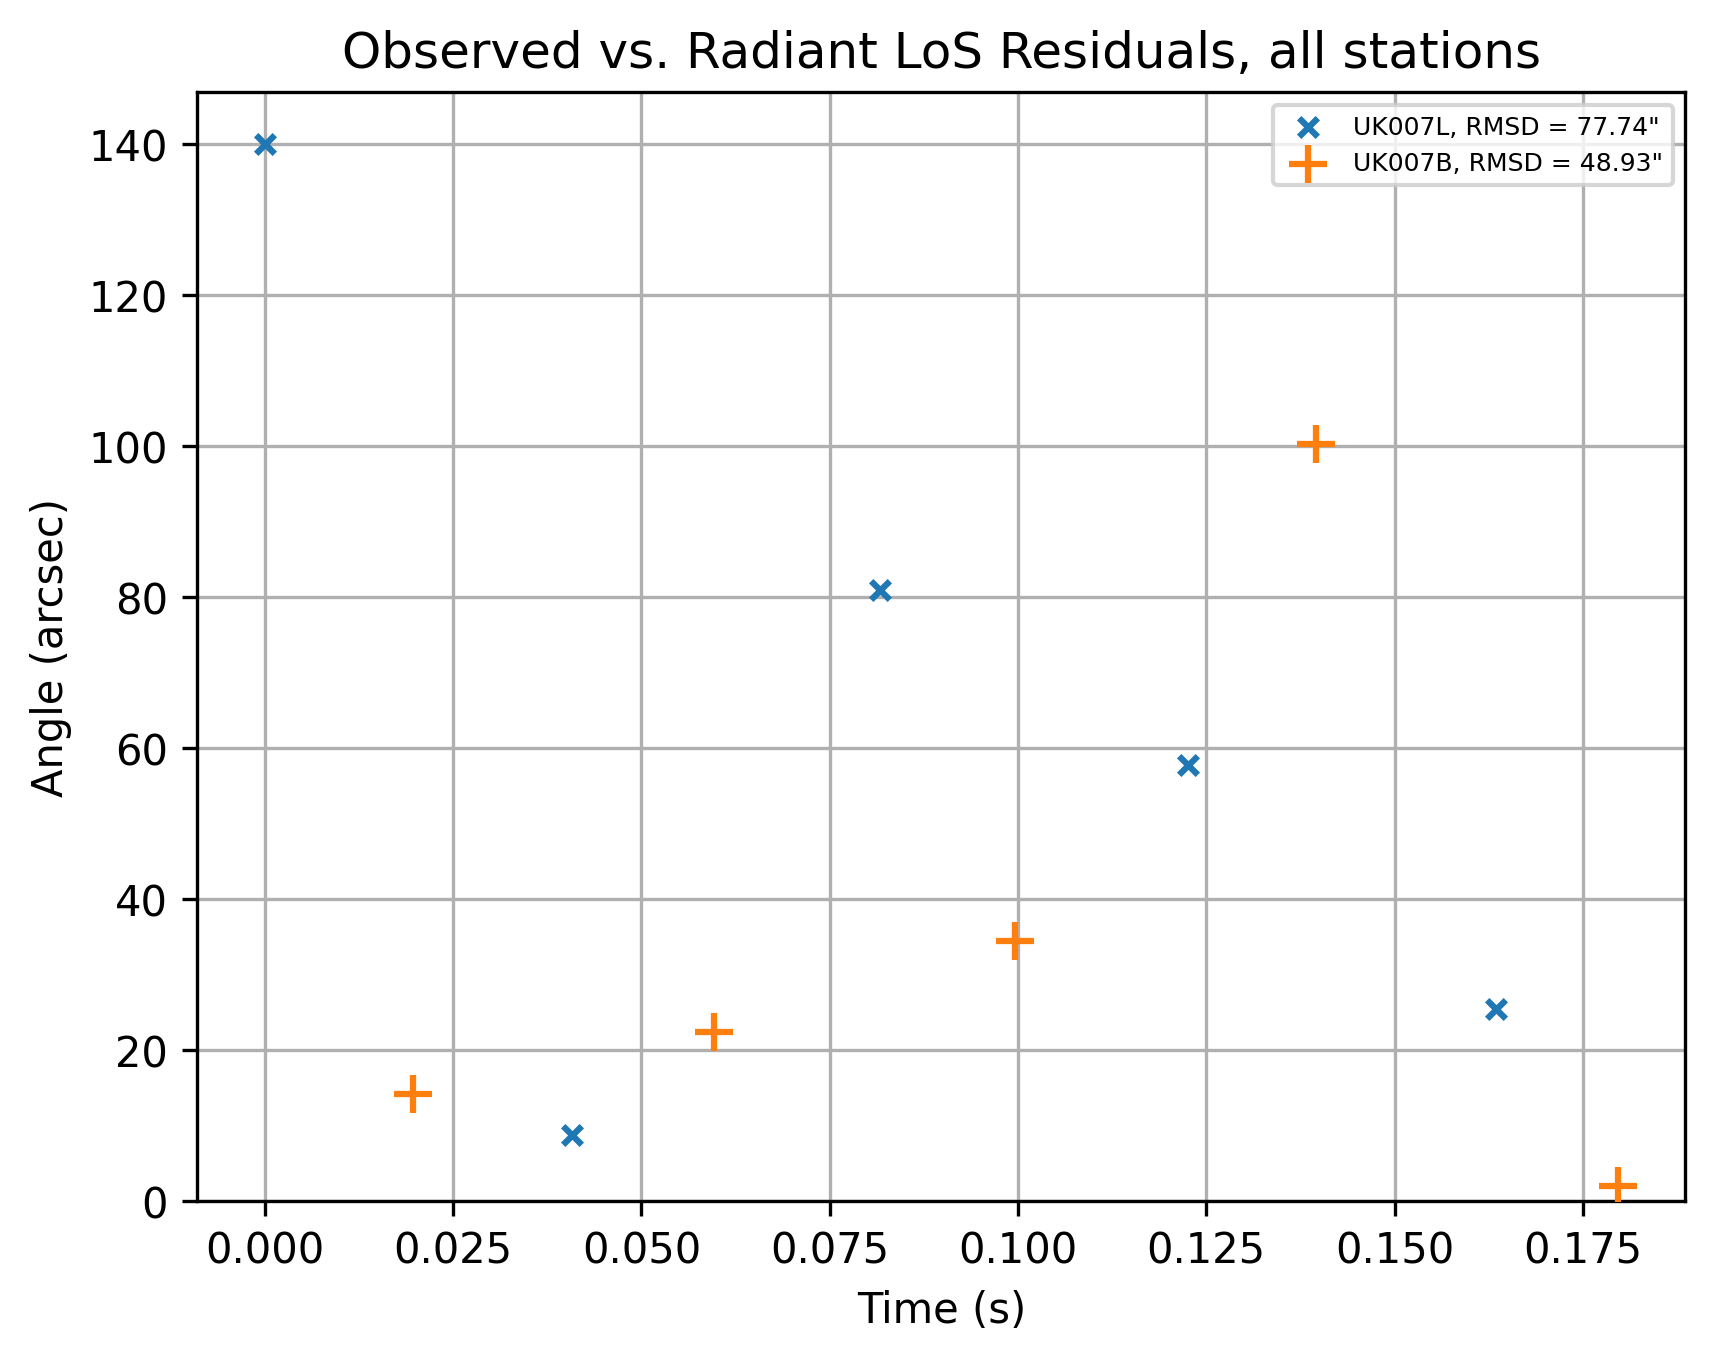 Observed vs. Radiant LoS Residuals, all stations
UK007L, RMSD = 77.74"
UK007B, RMSD = 48.93"
140
120
100
80
60
40
20
0
Angle (arcsec)
0.000 0.025 0.050 0.075 0.100 0.125 0.150 0.175
Time (s)